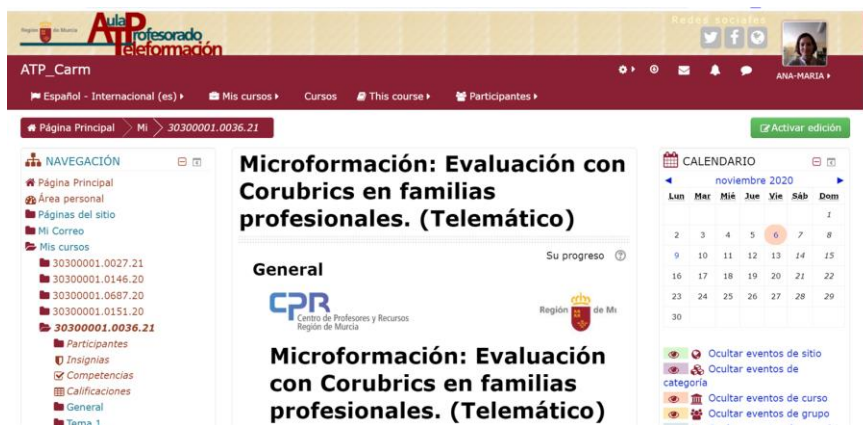 Región de Murcia
Aula
Profesorado
Teleformación
Redes sociales
ATP_Carm
ANA-MARIA
Español - Internacional (es)
Mis cursos
Cursos
This course
Participantes
Página Principal
Mi
30300001.0036.21
Activar edición
NAVEGACIÓN
Página Principal
Área personal
Páginas del sitio
Mi Correo
Mis cursos
30300001.0027.21
30300001.0146.20
30300001.0687.20
30300001.0151.20
30300001.0036.21
Participantes
Insignias
Competencias
Calificaciones
General
Tema 1
Microformación: Evaluación con
Corubrics en familias
profesionales. (Telemático)
Su progreso
General
CPR
Centro de Profesores y Recursos
Región de Murcia
Región de Mu
Microformación: Evaluación
con Corubrics en familias
profesionales. (Telemático)
CALENDARIO
noviembre 2020
Lun Mar Mié Jue Vie Sáb Dom
1
2 3 4 5 6 7 8
9 10 11 12 13 14 15
16 17 18 19 20 21 22
23 24 25 26 27 28 29
30
Ocultar eventos de sitio
Ocultar eventos de
categoría
Ocultar eventos de curso
Ocultar eventos de grupo